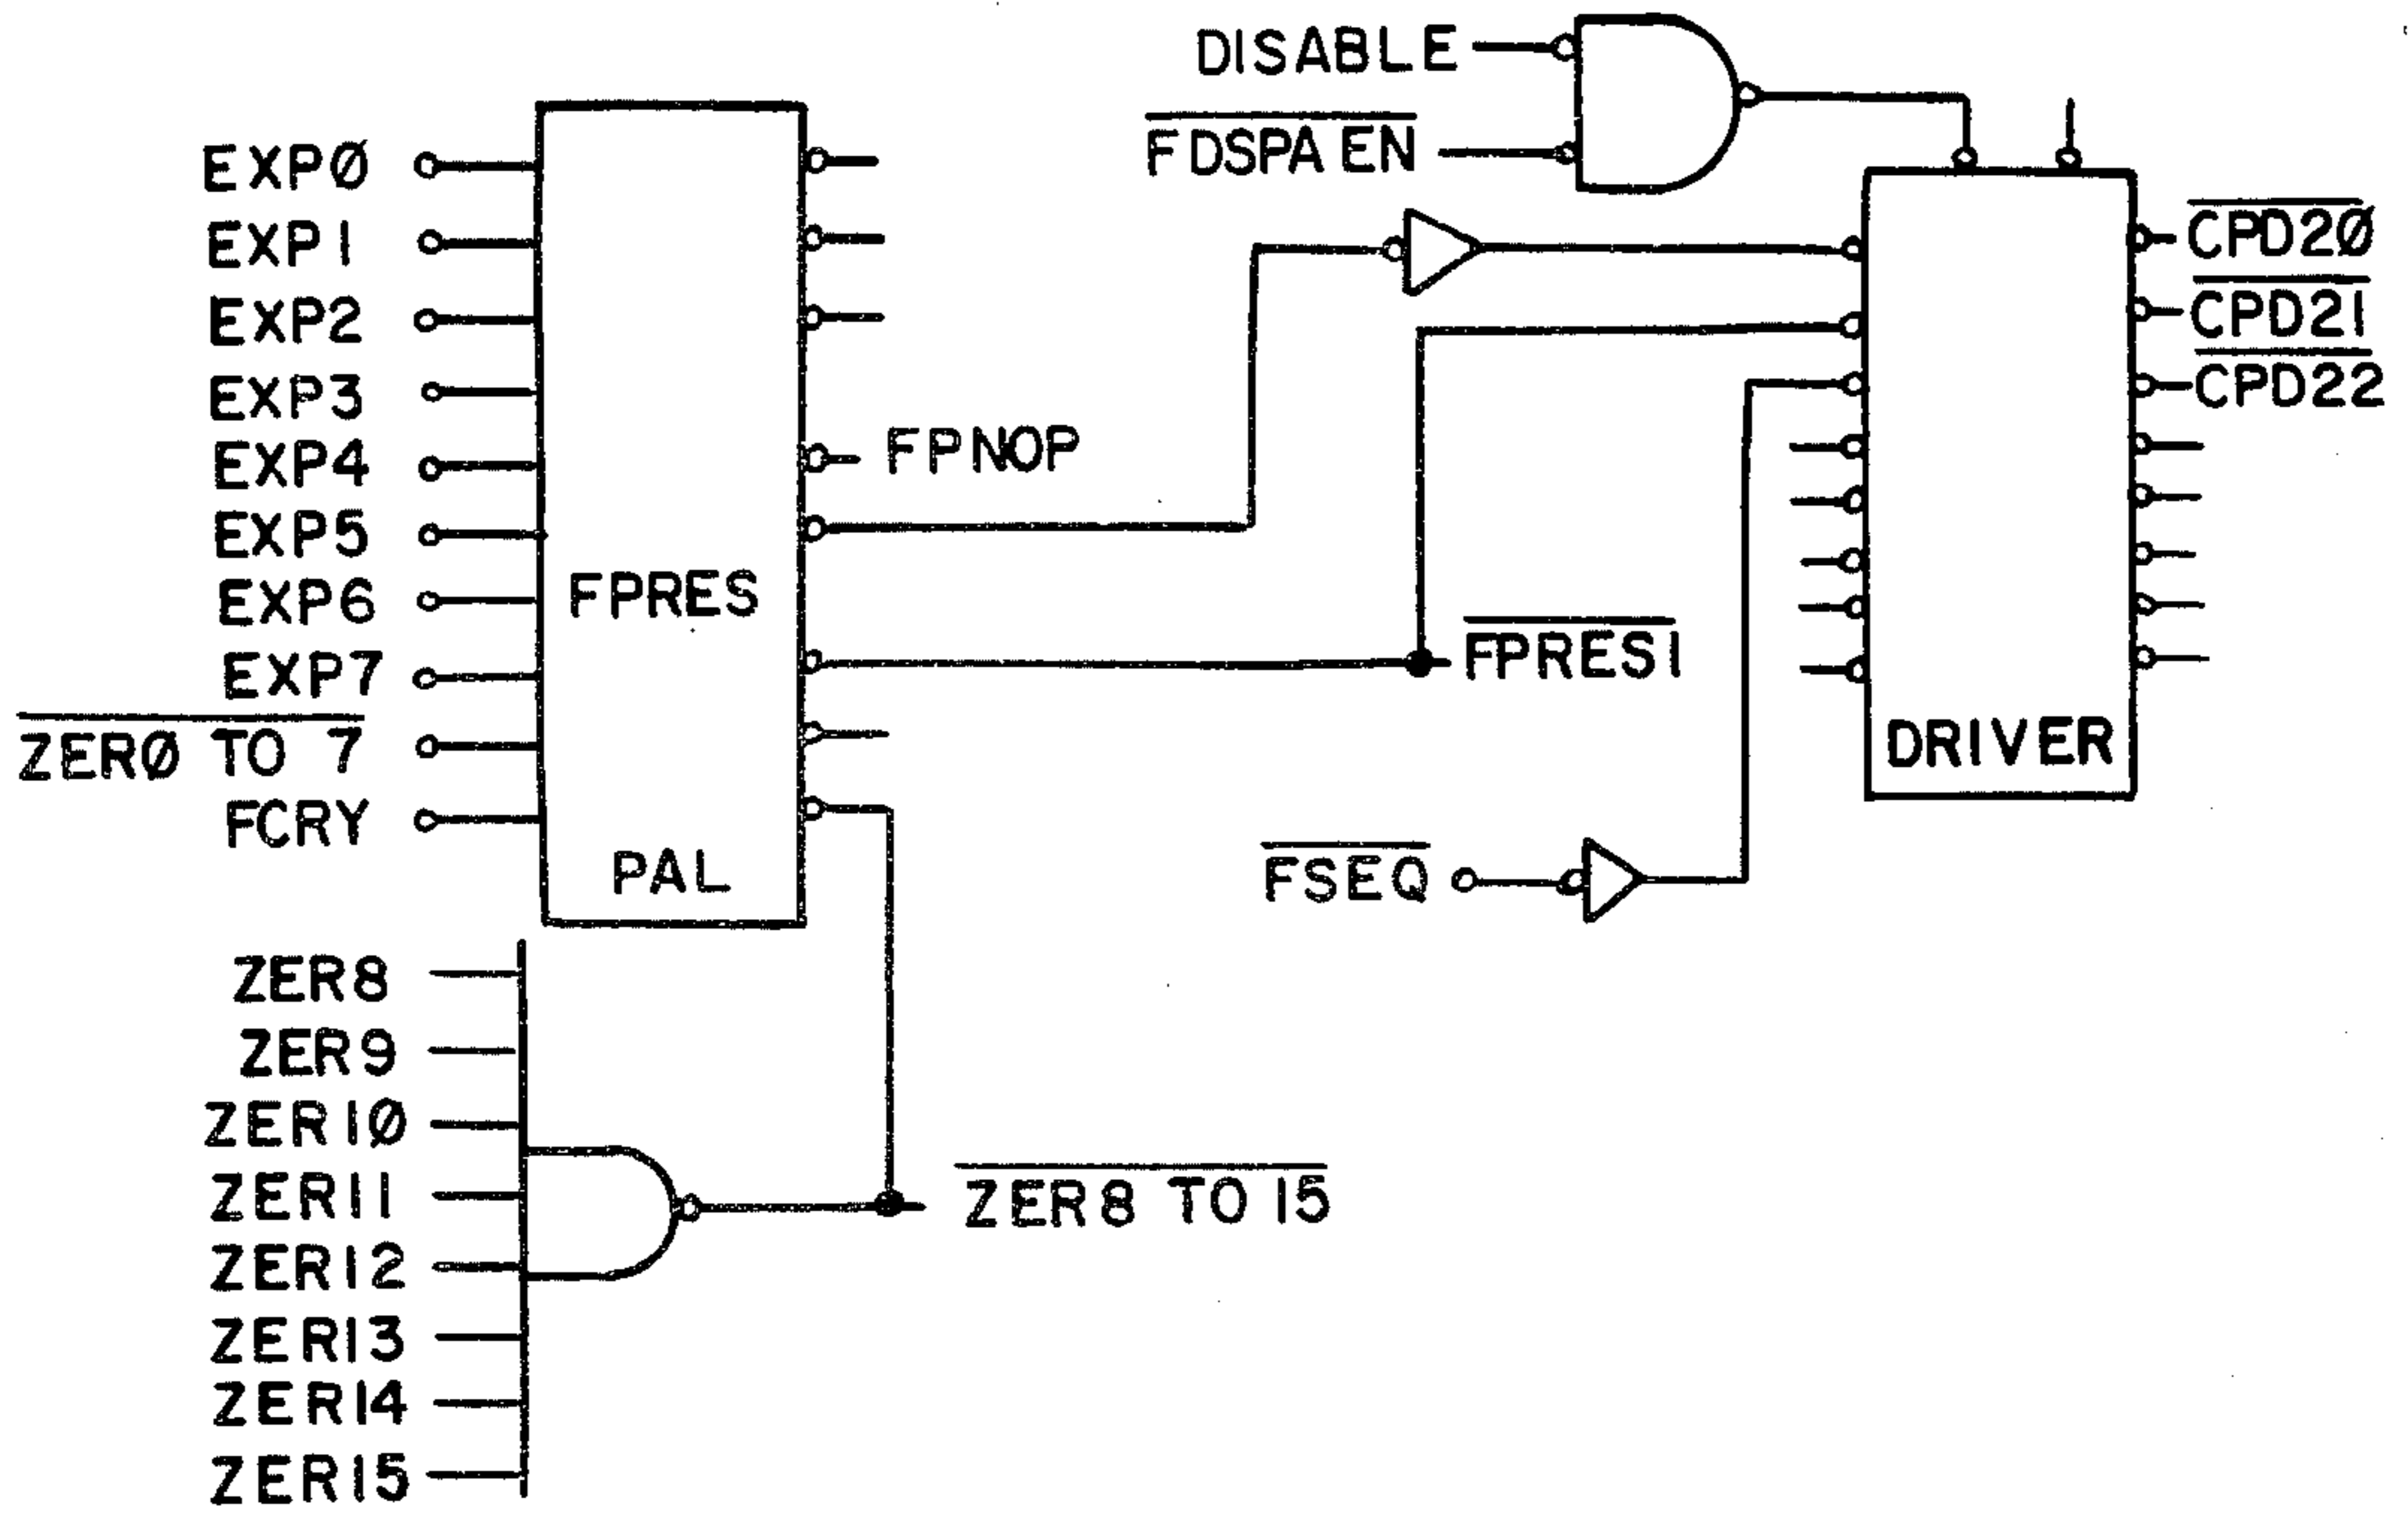 DISABLE
FDSPA EN
EXPØ
EXP1
EXP2
EXP3
EXP4
EXP5
EXP6
EXP7
ZERØ TO 7
FCRY
FPRES
PAL
FPNOP
FPRES1
FSEQ
CPD2Ø
CPD21
CPD22
DRIVER
ZER8
ZER9
ZER1Ø
ZER11
ZER12
ZER13
ZER14
ZER15
ZER8 TO 15